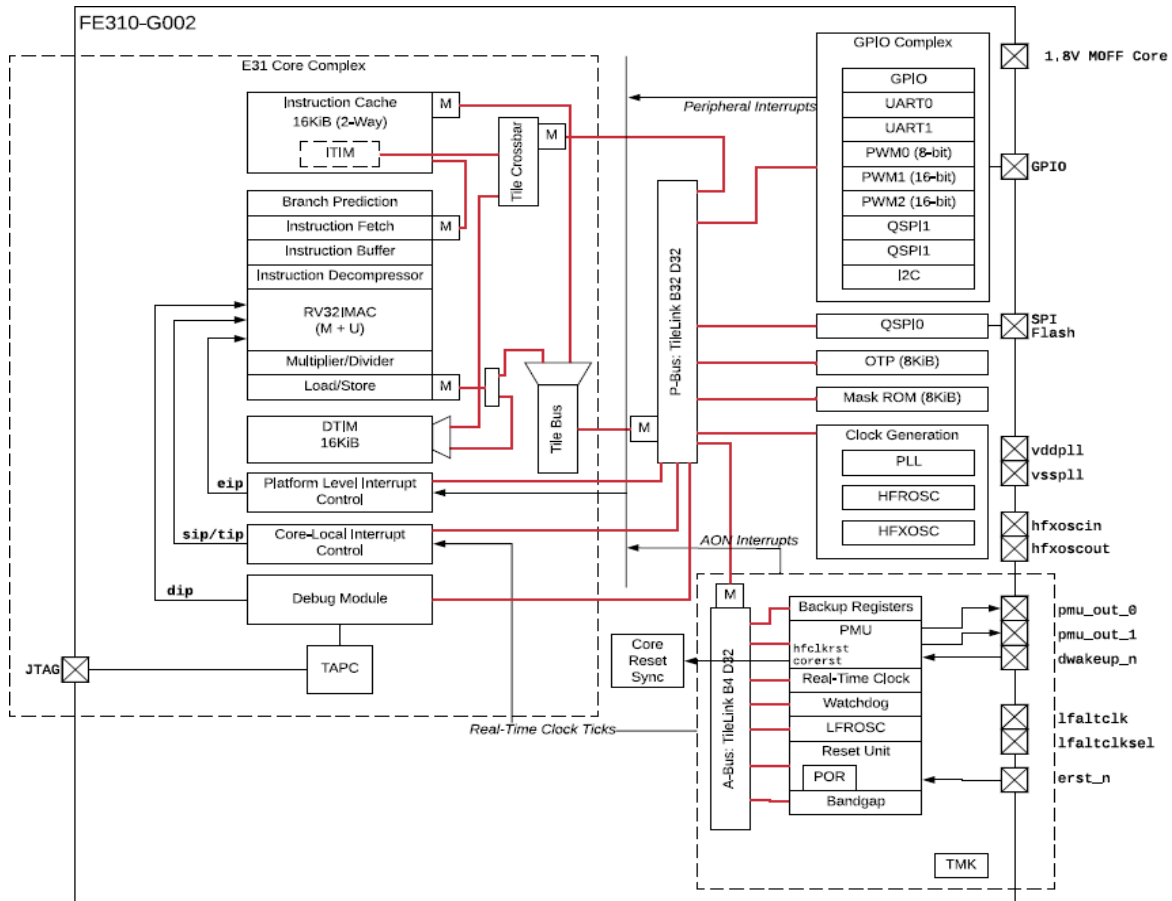 FE310-G002
E31 Core Complex
Instruction Cache
16KiB (2-Way)
M
ITIM
Branch Prediction
Instruction Fetch
M
Instruction Buffer
Instruction Decompressor
RV32IMAC
(M + U)
Multiplier/Divider
Load/Store
M
DTIM
16KiB
Platform Level Interrupt
Control
Core-Local Interrupt
Control
Debug Module
TAPC
eip
sip/tip
dip
JTAG
Tile Crossbar
M
Tile Bus
M
P-Bus: TileLink B32 D32
Peripheral Interrupts
AON Interrupts
Real-Time Clock Ticks
GPIO Complex
GPIO
UART0
UART1
PWM0 (8-bit)
PWM1 (16-bit)
PWM2 (16-bit)
QSPI1
QSPI1
I2C
QSPI0
OTP (8KiB)
Mask ROM (8KiB)
Clock Generation
PLL
HFROSC
HFXOSC
M
A-Bus: TileLink B4 D32
Core
Reset
Sync
Backup Registers
PMU
hfclkrst
corerst
Real-Time Clock
Watchdog
LFROSC
Reset Unit
POR
Bandgap
TMK
1.8V MOFF Core
GPIO
SPI
Flash
vddpll
vsspll
hfxoscin
hfxoscout
pmu_out_0
pmu_out_1
dwakeup_n
lfaltclk
lfaltclksel
erst_n